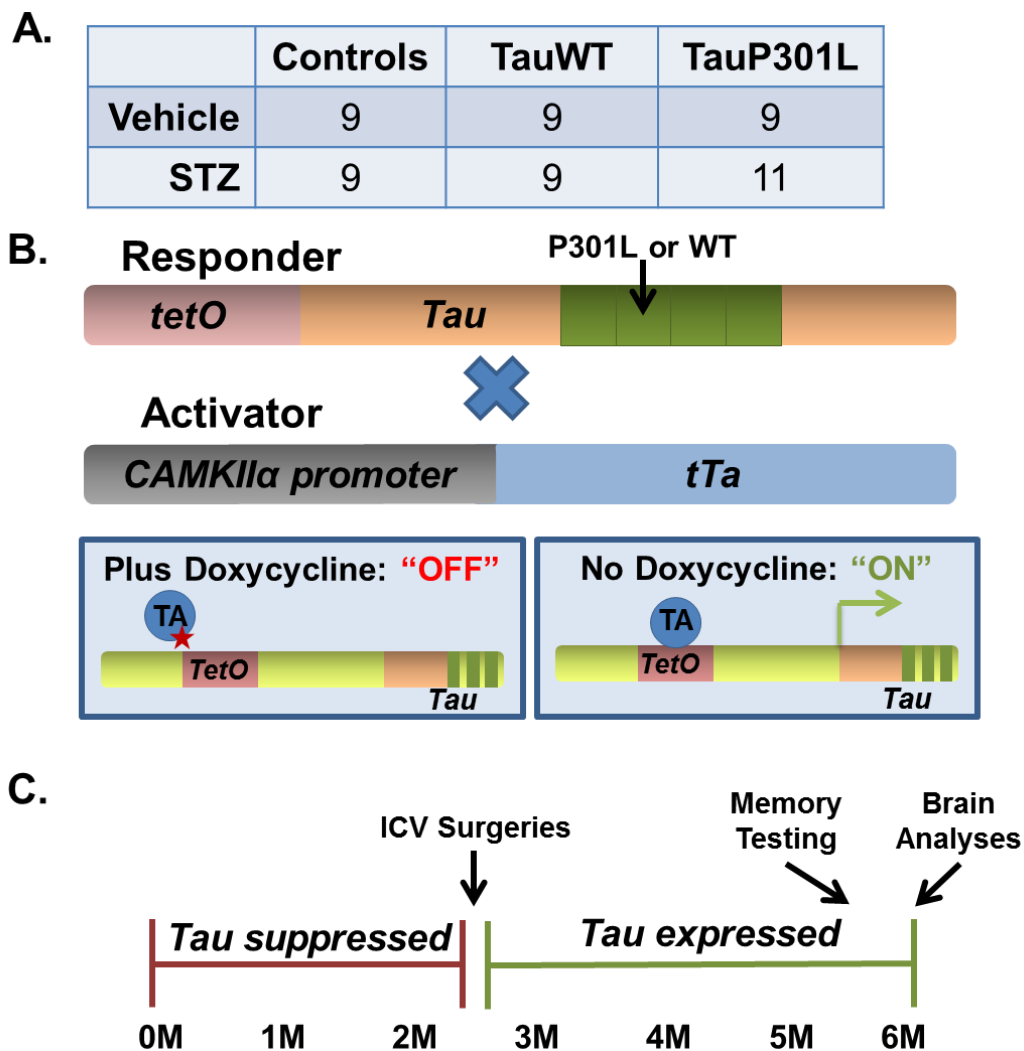 A.
Controls TauWT TauP301L
Vehicle 9 9 9
STZ 9 9 11
B.
Responder
P301L or WT
tetO Tau
Activator
CAMKIIα promoter tTa
Plus Doxycycline: “OFF”
TA
TetO
Tau
No Doxycycline: “ON”
TA
TetO
Tau
C.
ICV Surgeries
Memory
Testing
Brain
Analyses
Tau suppressed
Tau expressed
0M 1M 2M 3M 4M 5M 6M